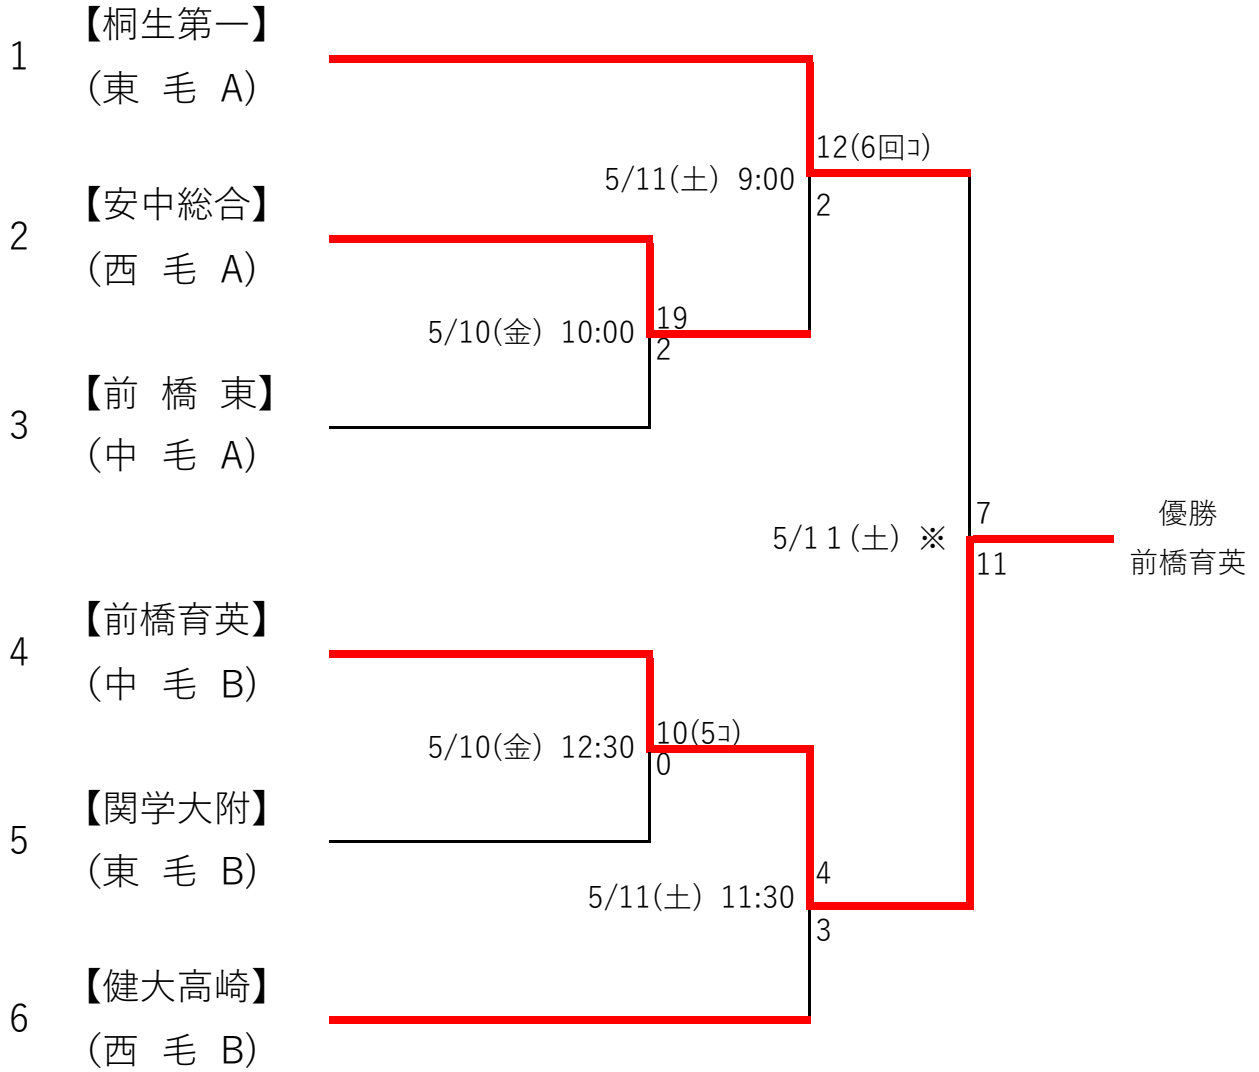 1
【桐生第一】
(東 毛 A)
12(6回ｺ)
5/11(土) 9:00
2
2
【安中総合】
(西 毛 A)
19
5/10(金) 10:00
2
3
【前 橋 東】
(中 毛 A)
7
5/1１(土) ※
11
優勝
前橋育英
4
【前橋育英】
(中 毛 B)
10(5ｺ)
5/10(金) 12:30
0
5
【関学大附】
(東 毛 B)
4
5/11(土) 11:30
3
6
【健大高崎】
(西 毛 B)